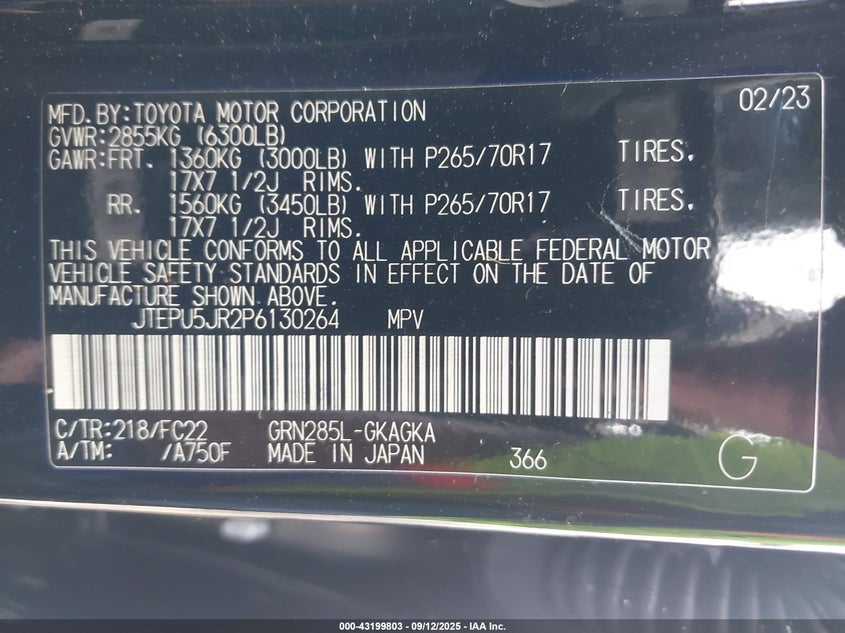 MFD.BY:TOYOTA MOTOR CORPORATION 02/23
GVWR:2855KG (6300LB)
GAWR:FRT. 1360KG (3000LB) WITH P265/70R17 TIRES.
17X7 1/2J RIMS.
RR. 1560KG (3450LB) WITH P265/70R17 TIRES.
17X7 1/2J RIMS.
THIS VEHICLE CONFORMS TO ALL APPLICABLE FEDERAL MOTOR
VEHICLE SAFETY STANDARDS IN EFFECT ON THE DATE OF
MANUFACTURE SHOWN ABOVE.
JTEPU5JR2P6130264 MPV
C/TR:218/FC22 GRN285L-GKAGKA
A/TM: /A750F MADE IN JAPAN 366 G
000-43199803 - 09/12/2025 - IAA Inc.